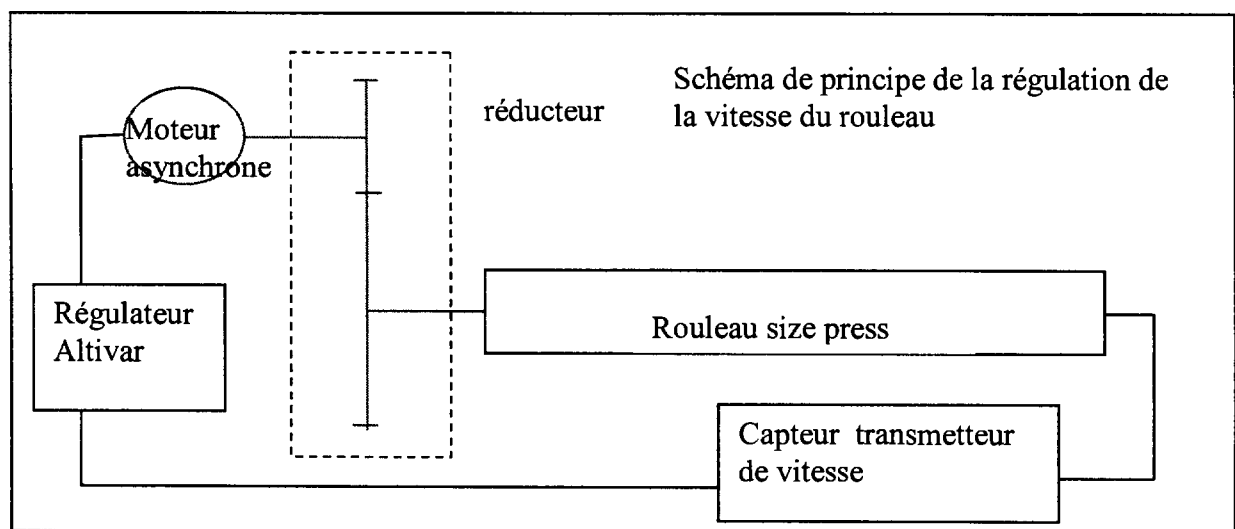 Schéma de principe de la régulation de
la vitesse du rouleau
réducteur
Moteur
asynchrone
Régulateur
Altivar
Rouleau size press
Capteur transmetteur
de vitesse